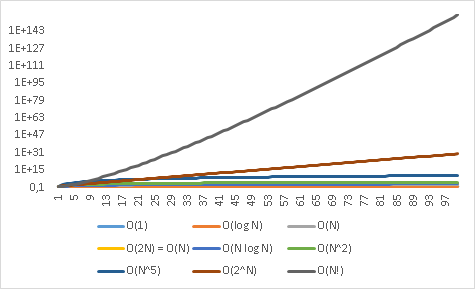 1E+143
1E+127
1E+111
1E+95
1E+79
1E+63
1E+47
1E+31
1E+15
0,1
1 5 9 13 17 21 25 29 33 37 41 45 49 53 57 61 65 69 73 77 81 85 89 93 97
O(1) O(log N) O(N)
O(2N) = O(N) O(N log N) O(N^2)
O(N^5) O(2^N) O(N!)